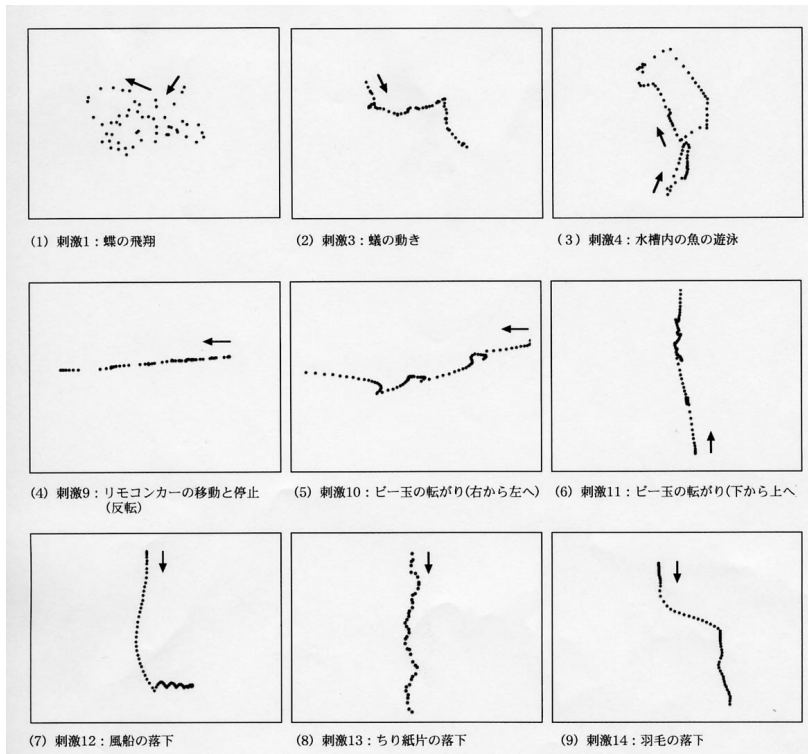 (1) 刺激1：蝶の飛翔
(2) 刺激3：蟻の動き
(3) 刺激4：水槽内の魚の遊泳
(4) 刺激9：リモコンカーの移動と停止
(反転)
(5) 刺激10：ビー玉の転がり(右から左へ)
(6) 刺激11：ビー玉の転がり(下から上へ
(7) 刺激12：風船の落下
(8) 刺激13：ちり紙片の落下
(9) 刺激14：羽毛の落下